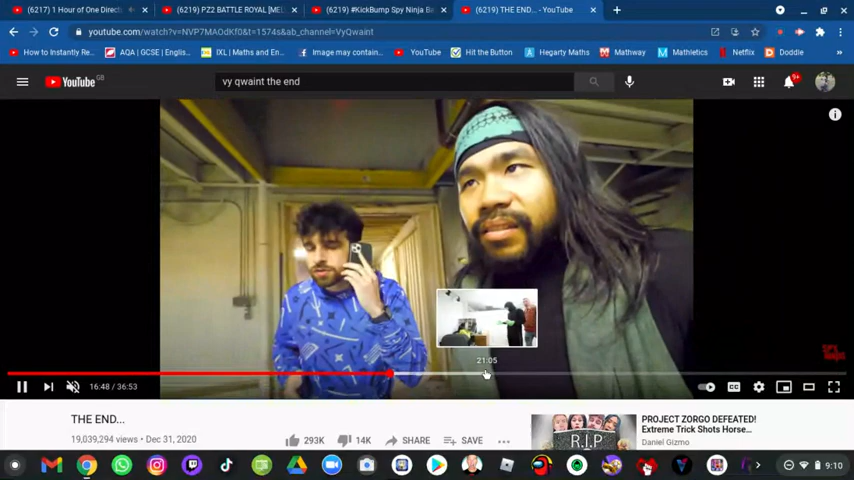 (6217) 1 Hour of One Directi
(6219) PZ2 BATTLE ROYAL [ME
(6219) #KickBump Spy Ninja Ba
(6219) THE END... - YouTube
youtube.com/watch?v=NVP7MAOdKf0&t=1574s&ab_channel=VyQwaint
How to Instantly Re...
AQA | GCSE | Englis...
IXL | Maths and En...
Image may contain...
YouTube
Hit the Button
Hegarty Maths
Mathway
Mathletics
Netflix
Doddle
YouTube GB
vy qwaint the end
9+
21:05
16:48 / 36:53
THE END...
19,039,294 views • Dec 31, 2020
293K
14K
SHARE
SAVE
R.I.P
PROJECT ZORGO DEFEATED!
Extreme Trick Shots Horse...
Daniel Gizmo
9:10